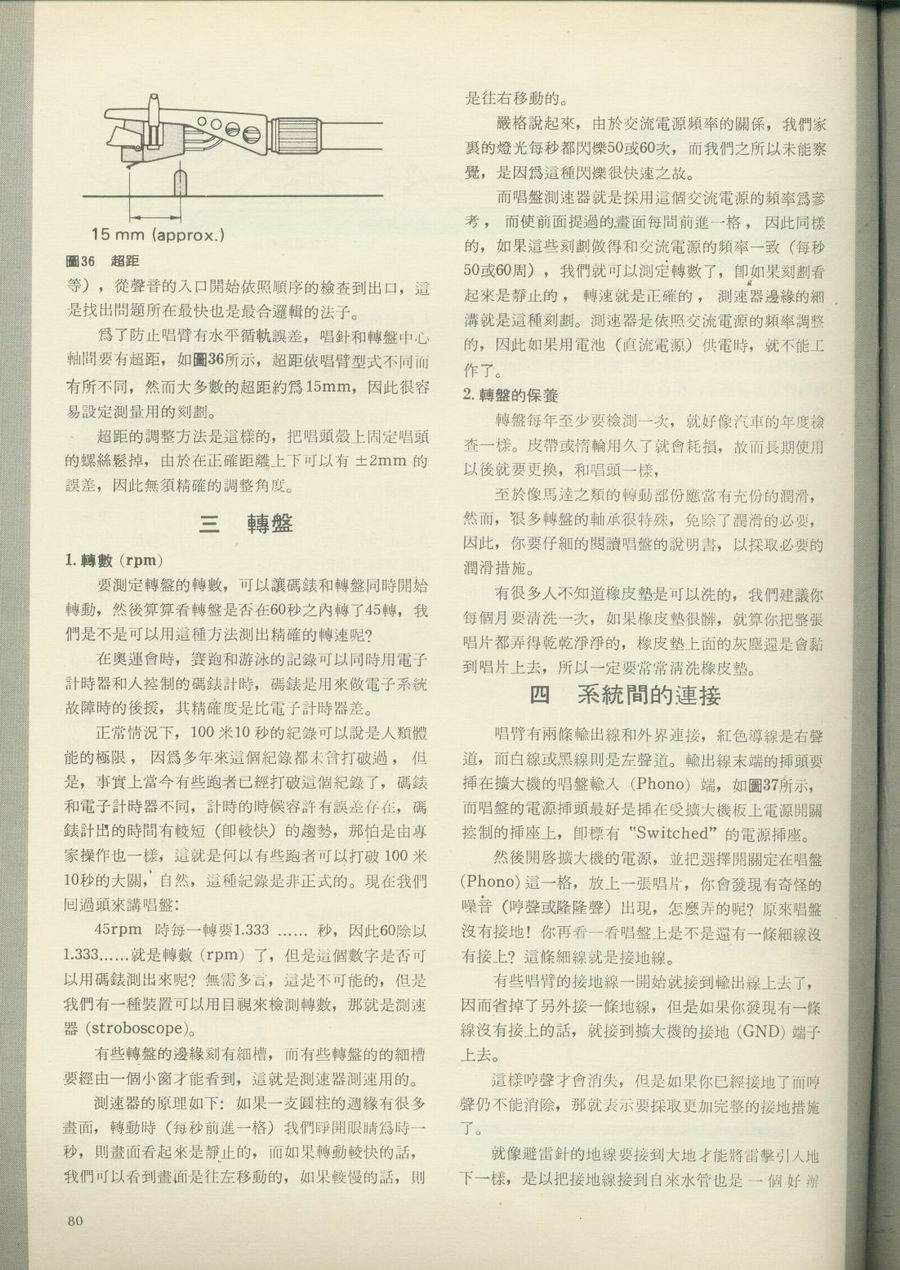 15 mm (approx.)
圖36　超距
等），從聲音的入口開始依照順序的檢查到出口，這
是找出問題所在最快也是最合邏輯的法子。
爲了防止唱臂有水平循軌誤差，唱針和轉盤中心
軸間要有超距，如圖36所示，超距依唱臂型式不同而
有所不同，然而大多數的超距約爲15mm，因此很容
易設定測量用的刻劃。
超距的調整方法是這樣的，把唱頭殼上固定唱頭
的螺絲鬆掉，由於在正確距離上下可以有 ±2mm 的
誤差，因此無須精確的調整角度。
三　轉盤
1. 轉數 (rpm)
要測定轉盤的轉數，可以讓碼錶和轉盤同時開始
轉動，然後算算看轉盤是否在60秒之內轉了45轉，我
們是不是可以用這種方法測出精確的轉速呢？
在奧運會時，賽跑和游泳的記錄可以同時用電子
計時器和人控制的碼錶計時，碼錶是用來做電子系統
故障時的後援，其精確度是比電子計時器差。
正常情況下，100 米10 秒的紀錄可以說是人類體
能的極限，因爲多年來這個紀錄都未曾打破過，但
是，事實上當今有些跑者已經打破這個紀錄了，碼錶
和電子計時器不同，計時的時候容許有誤差存在，碼
錶計出的時間有較短（卽較快）的趨勢，那怕是由專
家操作也一樣，這就是何以有些跑者可以打破 100 米
10秒的大關，自然，這種紀錄是非正式的。現在我們
回過頭來講唱盤：
45rpm 時每一轉要1.333 …… 秒，因此60除以
1.333……就是轉數 (rpm) 了，但是這個數字是否可
以用碼錶測出來呢？無需多言，這是不可能的，但是
我們有一種裝置可以用目視來檢測轉數，那就是測速
器 (stroboscope)。
有些轉盤的邊緣刻有細槽，而有些轉盤的的細槽
要經由一個小窗才能看到，這就是測速器測速用的。
測速器的原理如下：如果一支圓柱的週緣有很多
畫面，轉動時（每秒前進一格）我們睜開眼睛爲時一
秒，則畫面看起來是靜止的，而如果轉動較快的話，
我們可以看到畫面是往左移動的，如果較慢的話，則
80
是往右移動的。
嚴格說起來，由於交流電源頻率的關係，我們家
裏的燈光每秒都閃爍50或60次，而我們之所以未能察
覺，是因爲這種閃爍很快速之故。
而唱盤測速器就是採用這個交流電源的頻率爲參
考，而使前面提過的畫面每間前進一格，因此同樣
的，如果這些刻劃做得和交流電源的頻率一致（每秒
50或60周），我們就可以測定轉數了，卽如果刻劃看
起來是靜止的，轉速就是正確的，測速器邊緣的細
溝就是這種刻劃。測速器是依照交流電源的頻率調整
的，因此如果用電池（直流電源）供電時，就不能工
作了。
2. 轉盤的保養
轉盤每年至少要檢測一次，就好像汽車的年度檢
查一樣。皮帶或惰輪用久了就會耗損，故而長期使用
以後就要更換，和唱頭一樣，
至於像馬達之類的轉動部份應當有充份的潤滑，
然而，很多轉盤的軸承很特殊，免除了潤滑的必要，
因此，你要仔細的閱讀唱盤的說明書，以採取必要的
潤滑措施。
有很多人不知道橡皮墊是可以洗的，我們建議你
每個月要清洗一次，如果橡皮墊很髒，就算你把整張
唱片都弄得乾乾淨淨的，橡皮墊上面的灰塵還是會黏
到唱片上去，所以一定要常常清洗橡皮墊。
四　系統間的連接
唱臂有兩條輸出線和外界連接，紅色導線是右聲
道，而白線或黑線則是左聲道。輸出線末端的揷頭要
揷在擴大機的唱盤輸入 (Phono) 端，如圖37所示，
而唱盤的電源揷頭最好是揷在受擴大機板上電源開關
控制的揷座上，卽標有 “Switched” 的電源揷座。
然後開啓擴大機的電源，並把選擇開關定在唱盤
(Phono) 這一格，放上一張唱片，你會發現有奇怪的
噪音（哼聲或隆隆聲）出現，怎麼弄的呢？原來唱盤
沒有接地！你再看一看唱盤上是不是還有一條細線沒
有接上？這條細線就是接地線。
有些唱臂的接地線一開始就接到輸出線上去了，
因而省掉了另外接一條地線，但是如果你發現有一條
線沒有接上的話，就接到擴大機的接地 (GND) 端子
上去。
這樣哼聲才會消失，但是如果你已經接地了而哼
聲仍不能消除，那就表示要採取更加完整的接地措施
了。
就像避雷針的地線要接到大地才能將雷擊引入地
下一樣，是以把接地線接到自來水管也是一個好辦